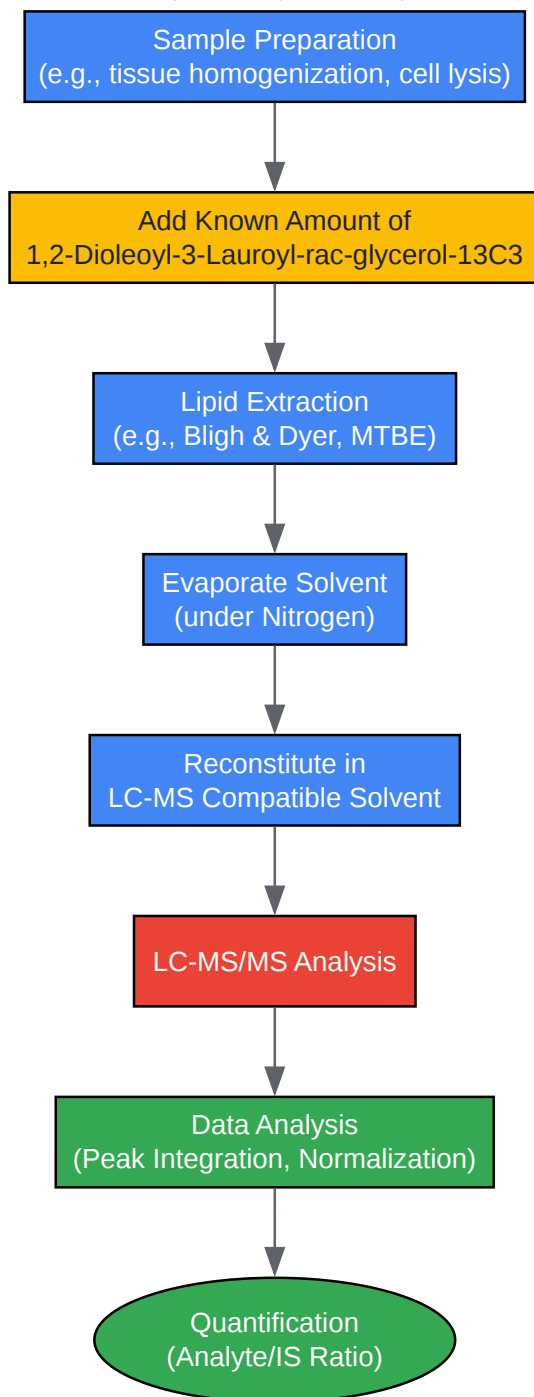 Sample Preparation
(e.g., tissue homogenization, cell lysis)
Add Known Amount of
1,2-Dioleoyl-3-Lauroyl-rac-glycerol-13C3
Lipid Extraction
(e.g., Bligh & Dyer, MTBE)
Evaporate Solvent
(under Nitrogen)
Reconstitute in
LC-MS Compatible Solvent
LC-MS/MS Analysis
Data Analysis
(Peak Integration, Normalization)
Quantification
(Analyte/IS Ratio)